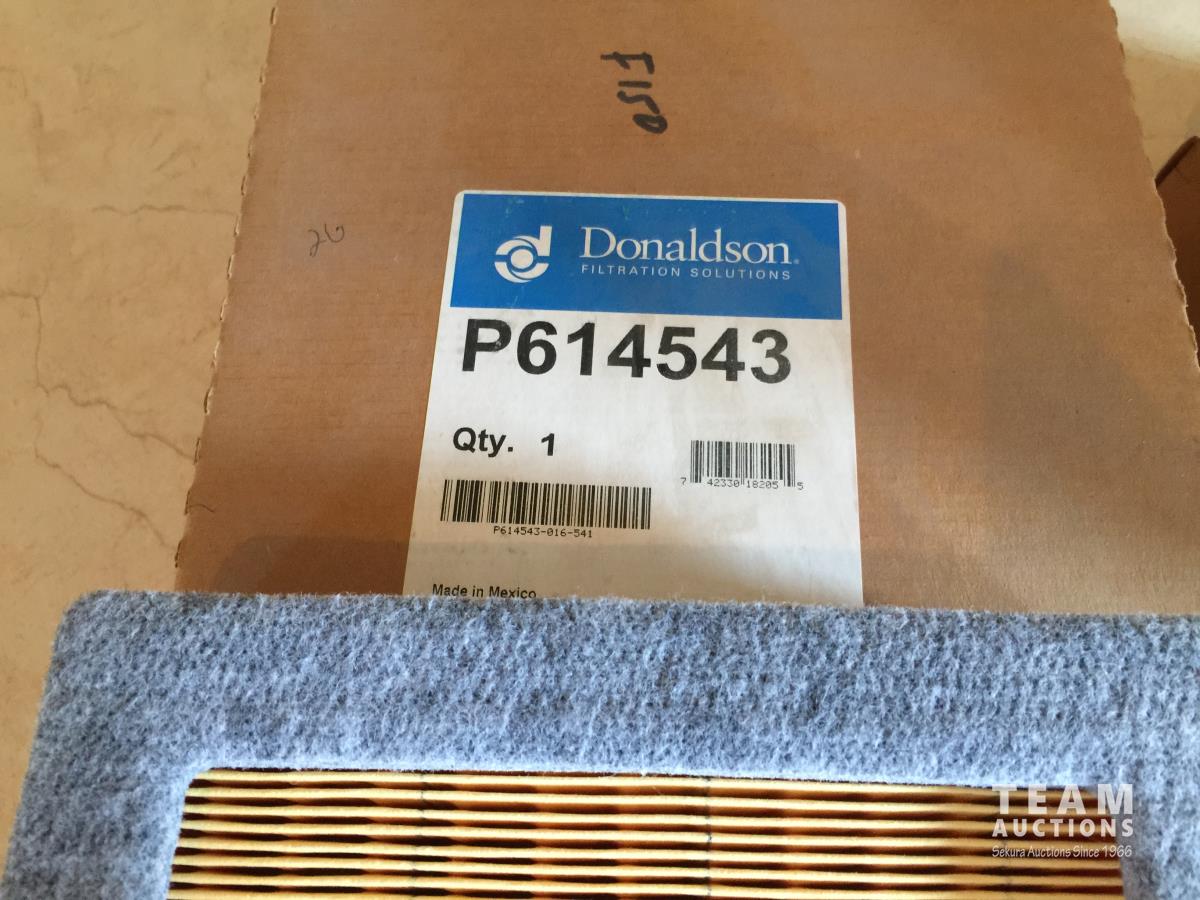 F150
20
Donaldson®
FILTRATION SOLUTIONS
P614543
Qty. 1
7 42330 18205 5
P614543-016-541
Made in Mexico
TEAM
AUCTIONS
Sekura Auctions Since 1966